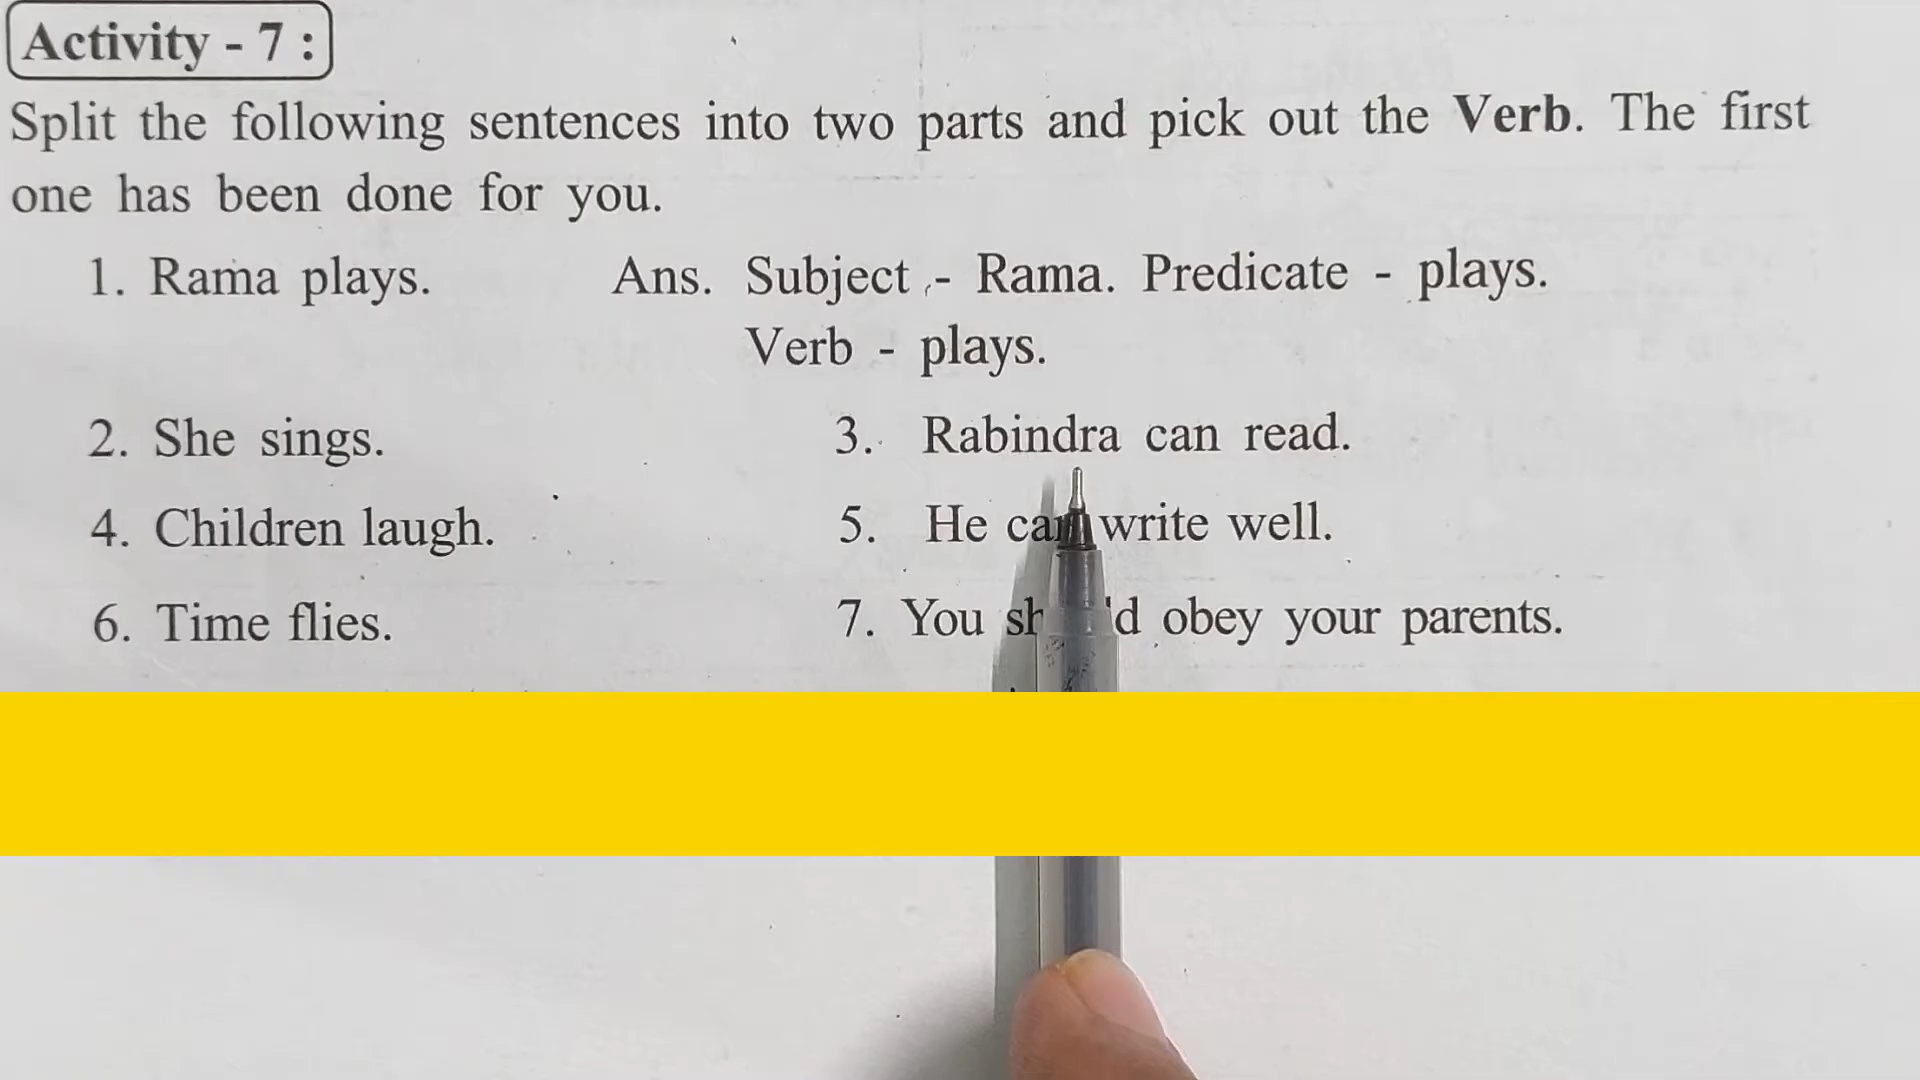 Activity - 7 :
Split the following sentences into two parts and pick out the Verb. The first
one has been done for you.
1. Rama plays. Ans. Subject - Rama. Predicate - plays.
Verb - plays.
2. She sings. 3. Rabindra can read.
4. Children laugh. 5. He can write well.
6. Time flies. 7. You obey your parents.